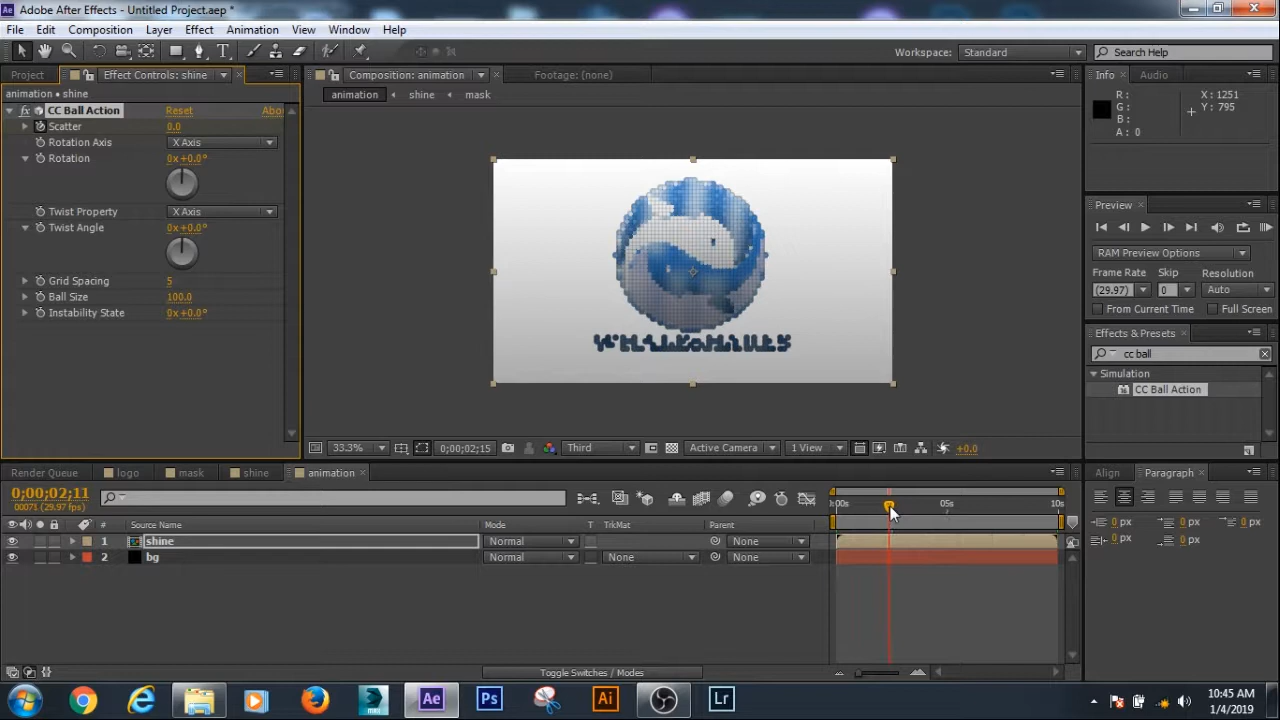 Adobe After Effects - Untitled Project.aep *
File Edit Composition Layer Effect Animation View Window Help
Workspace: Standard Search Help
Project Effect Controls: shine Composition: animation Footage: (none) Info Audio
animation • shine
animation shine mask
CC Ball Action Reset Abo
Scatter 0.0
Rotation Axis X Axis
Rotation 0x+0.0°
Twist Property X Axis
Twist Angle 0x+0.0°
Grid Spacing 5
Ball Size 100.0
Instability State 0x+0.0°
R:
G:
B:
A: 0
X: 1251
Y: 795
Preview
RAM Preview Options
Frame Rate Skip Resolution
(29.97) 0 Auto
From Current Time Full Screen
Effects & Presets
cc ball
Simulation
CC Ball Action
33.3% 0;00;02;15 Third Active Camera 1 View +0.0
Render Queue logo mask shine animation Align Paragraph
0;00;02;11
00071 (29.97 fps)
05s 10s
# Source Name Mode T TrkMat Parent
1 shine Normal None
2 bg Normal None None
0 px 0 px 0 px
0 px 0 px
Toggle Switches / Modes
Ae Ps Ai Lr
10:45 AM
1/4/2019